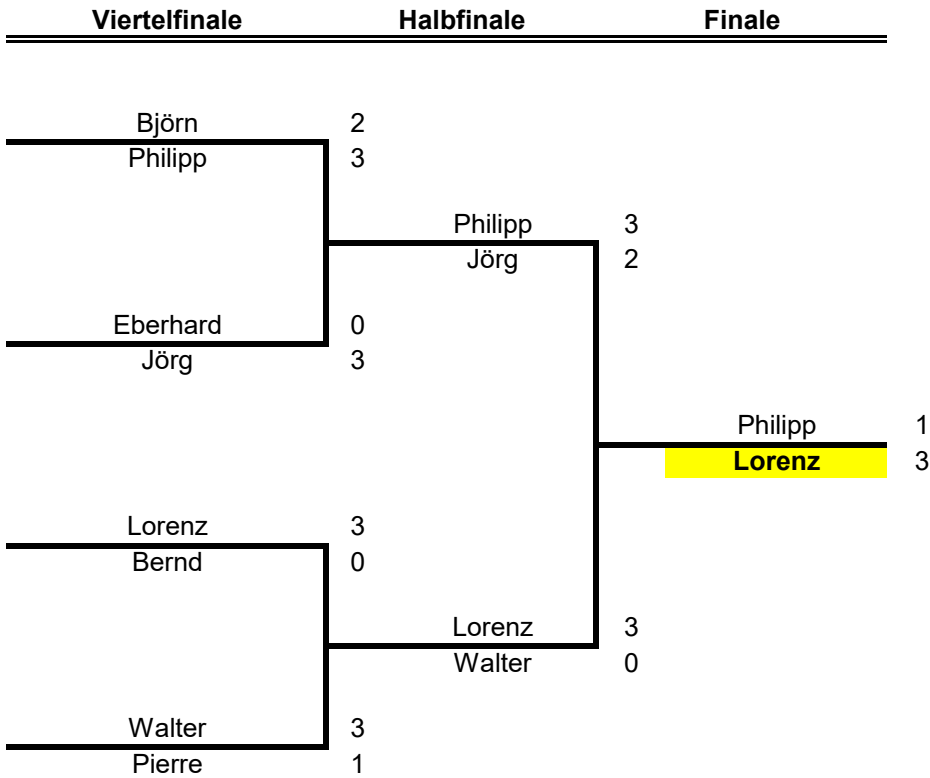 Viertelfinale Halbfinale Finale
Björn 2
Philipp 3
Philipp 3
Jörg 2
Eberhard 0
Jörg 3
Philipp 1
Lorenz 3
Lorenz 3
Bernd 0
Lorenz 3
Walter 0
Walter 3
Pierre 1